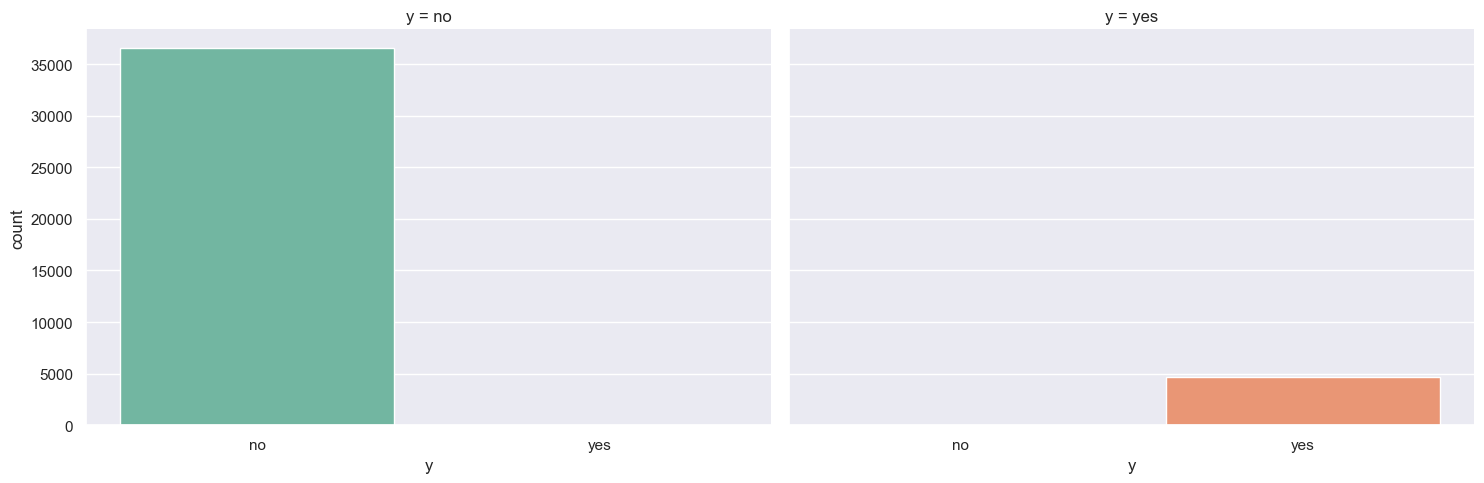 y = no
y = yes
35000
30000
25000
20000
15000
10000
5000
0
count
no
yes
no
yes
y
y